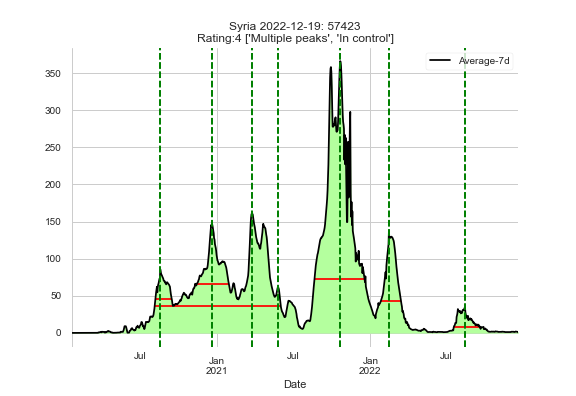 Syria 2022-12-19: 57423
Rating:4 ['Multiple peaks', 'In control']
Average-7d
350
300
250
200
150
100
50
0
Jul
Jan
2021
Jul
Jan
2022
Jul
Date